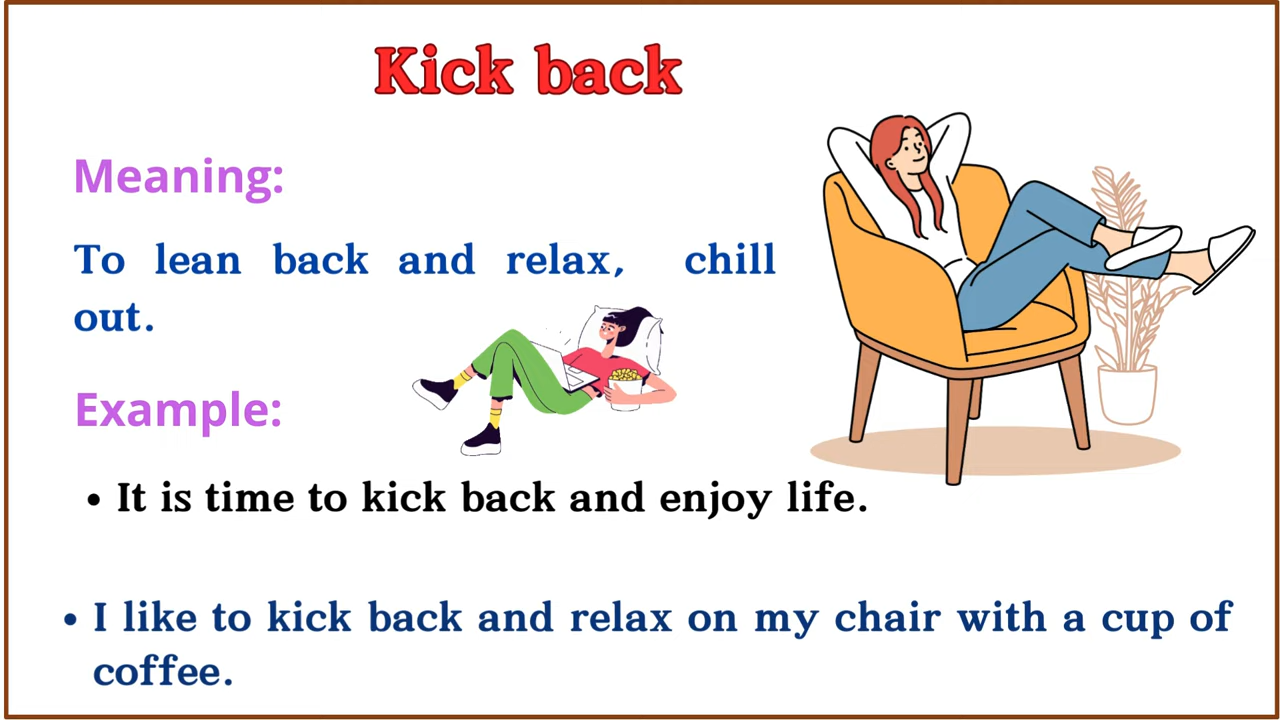 Kick back
Meaning:
To lean back and relax, chill
out.
Example:
• It is time to kick back and enjoy life.
• I like to kick back and relax on my chair with a cup of
coffee.